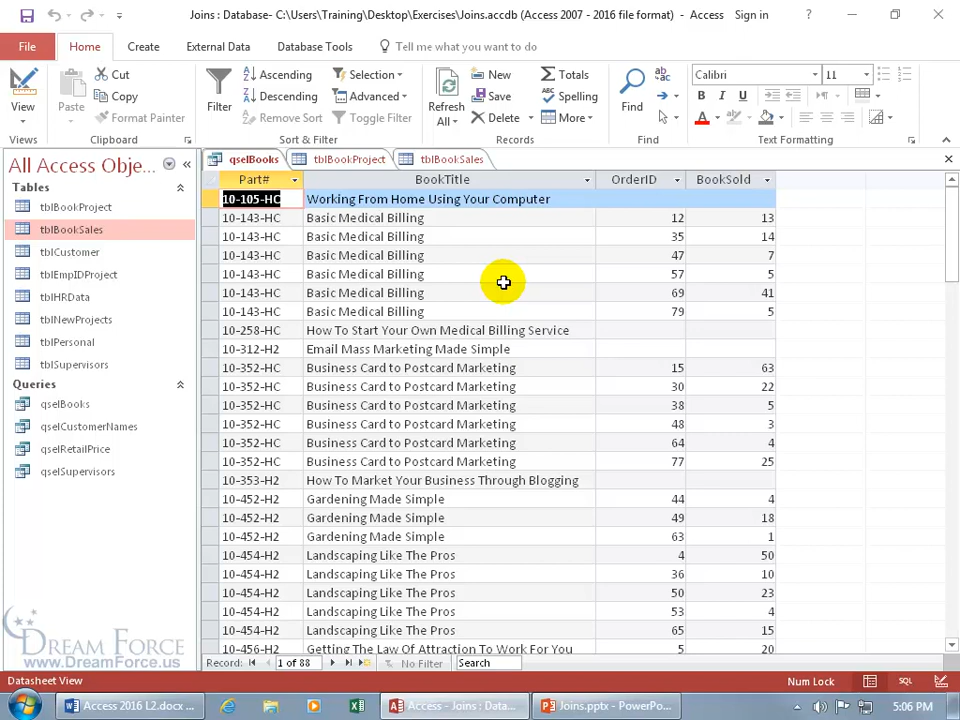 Joins : Database- C:\Users\Training\Desktop\Exercises\Joins.accdb (Access 2007 - 2016 file format) - Access Sign in ?
File Home Create External Data Database Tools Tell me what you want to do
View
Views
Paste
Cut
Copy
Format Painter
Clipboard
Filter
Ascending
Descending
Remove Sort
Selection
Advanced
Toggle Filter
Sort & Filter
Refresh
All
New
Save
Delete
Totals
Spelling
More
Records
Find
Find
Calibri 11
B I U
A
Text Formatting
All Access Obje...
Tables
tblBookProject
tblBookSales
tblCustomer
tblEmpIDProject
tblHRData
tblNewProjects
tblPersonal
tblSupervisors
Queries
qselBooks
qselCustomerNames
qselRetailPrice
qselSupervisors
qselBooks tblBookProject tblBookSales
Part# BookTitle OrderID BookSold
10-105-HC Working From Home Using Your Computer
10-143-HC Basic Medical Billing 12 13
10-143-HC Basic Medical Billing 35 14
10-143-HC Basic Medical Billing 47 7
10-143-HC Basic Medical Billing 57 5
10-143-HC Basic Medical Billing 69 41
10-143-HC Basic Medical Billing 79 5
10-258-HC How To Start Your Own Medical Billing Service
10-312-H2 Email Mass Marketing Made Simple
10-352-HC Business Card to Postcard Marketing 15 63
10-352-HC Business Card to Postcard Marketing 30 22
10-352-HC Business Card to Postcard Marketing 38 5
10-352-HC Business Card to Postcard Marketing 48 3
10-352-HC Business Card to Postcard Marketing 64 4
10-352-HC Business Card to Postcard Marketing 77 25
10-353-H2 How To Market Your Business Through Blogging
10-452-H2 Gardening Made Simple 44 4
10-452-H2 Gardening Made Simple 49 18
10-452-H2 Gardening Made Simple 63 1
10-454-H2 Landscaping Like The Pros 4 50
10-454-H2 Landscaping Like The Pros 36 10
10-454-H2 Landscaping Like The Pros 50 23
10-454-H2 Landscaping Like The Pros 53 4
10-454-H2 Landscaping Like The Pros 65 15
10-456-H2 Getting The Law Of Attraction To Work For You 5 20
Record: 1 of 88 No Filter Search
DREAM FORCE
www.DreamForce.us
Datasheet View Num Lock SQL
Access 2016 L2.docx ... Access - Joins : Data... Joins.pptx - PowerPo... 5:06 PM